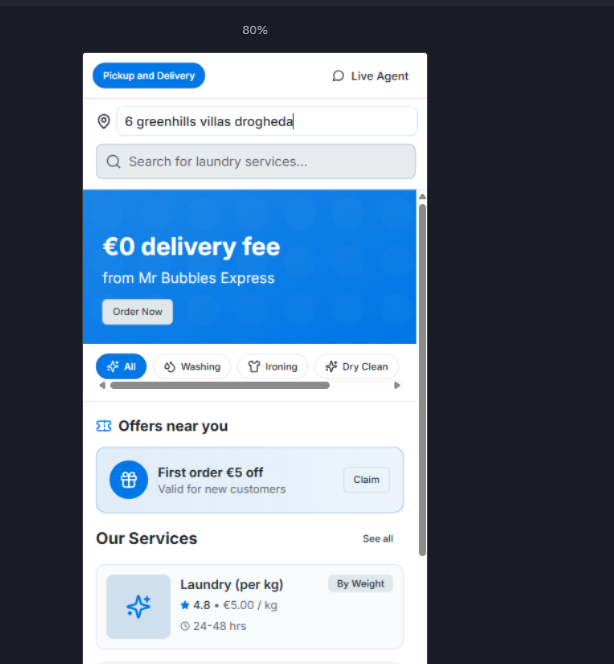 80%
Pickup and Delivery
Live Agent
6 greenhills villas drogheda
Search for laundry services...
€0 delivery fee
from Mr Bubbles Express
Order Now
All
Washing
Ironing
Dry Clean
Offers near you
First order €5 off
Valid for new customers
Claim
Our Services
See all
Laundry (per kg)
By Weight
4.8 • €5.00 / kg
24-48 hrs